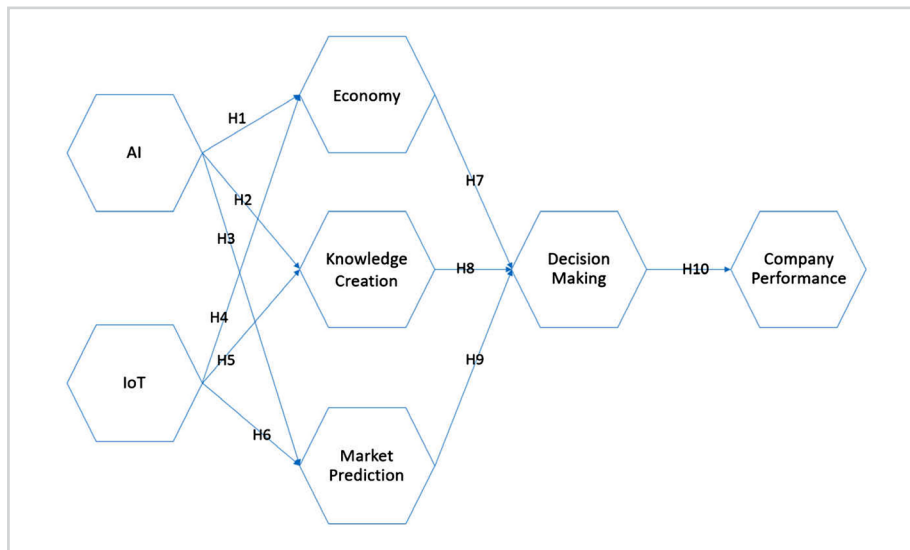 Economy
H1
AI
H7
H2
H3
Knowledge
Creation
H8
Decision
Making
H10
Company
Performance
H4
H5
H9
IoT
H6
Market
Prediction